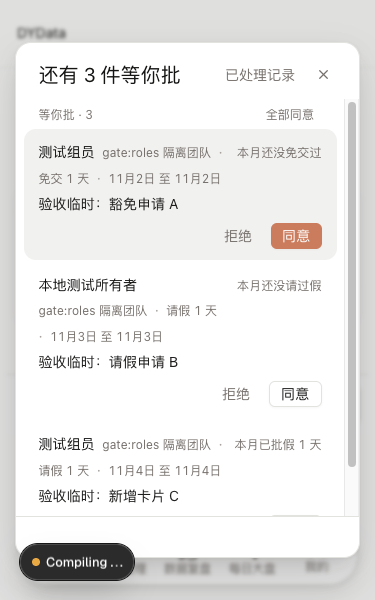 DYData
还有 3 件等你批 已处理记录 ×
等你批 · 3 全部同意
测试组员 gate:roles 隔离团队 · 本月还没免交过
免交 1 天 · 11月2日 至 11月2日
验收临时：豁免申请 A
拒绝 同意
本地测试所有者 本月还没请过假
gate:roles 隔离团队 · 请假 1 天
· 11月3日 至 11月3日
验收临时：请假申请 B
拒绝 同意
测试组员 gate:roles 隔离团队 · 本月已批假 1 天
请假 1 天 · 11月4日 至 11月4日
验收临时：新增卡片 C
Compiling ...
每日大盘 我的